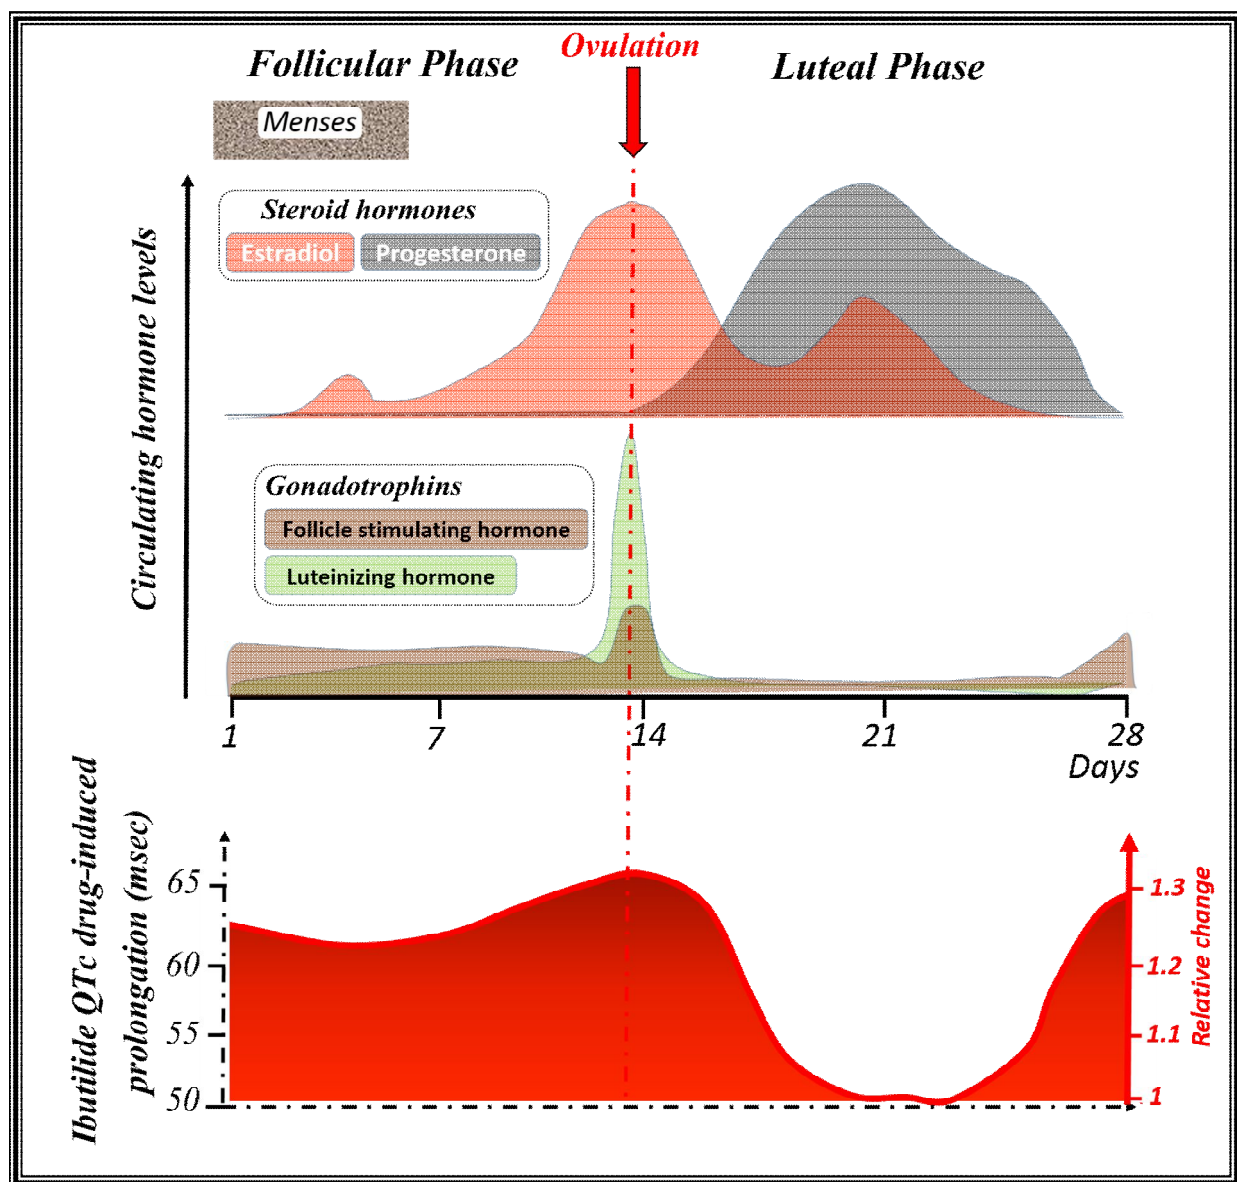 Ovulation
Follicular Phase
Luteal Phase
Menses
Circulating hormone levels
Steroid hormones
Estradiol
Progesterone
Gonadotrophins
Follicle stimulating hormone
Luteinizing hormone
1
7
14
21
28
Days
Ibutilide QTc drug-induced
prolongation (msec)
65
60
55
50
1.3
1.2
1.1
1
Relative change